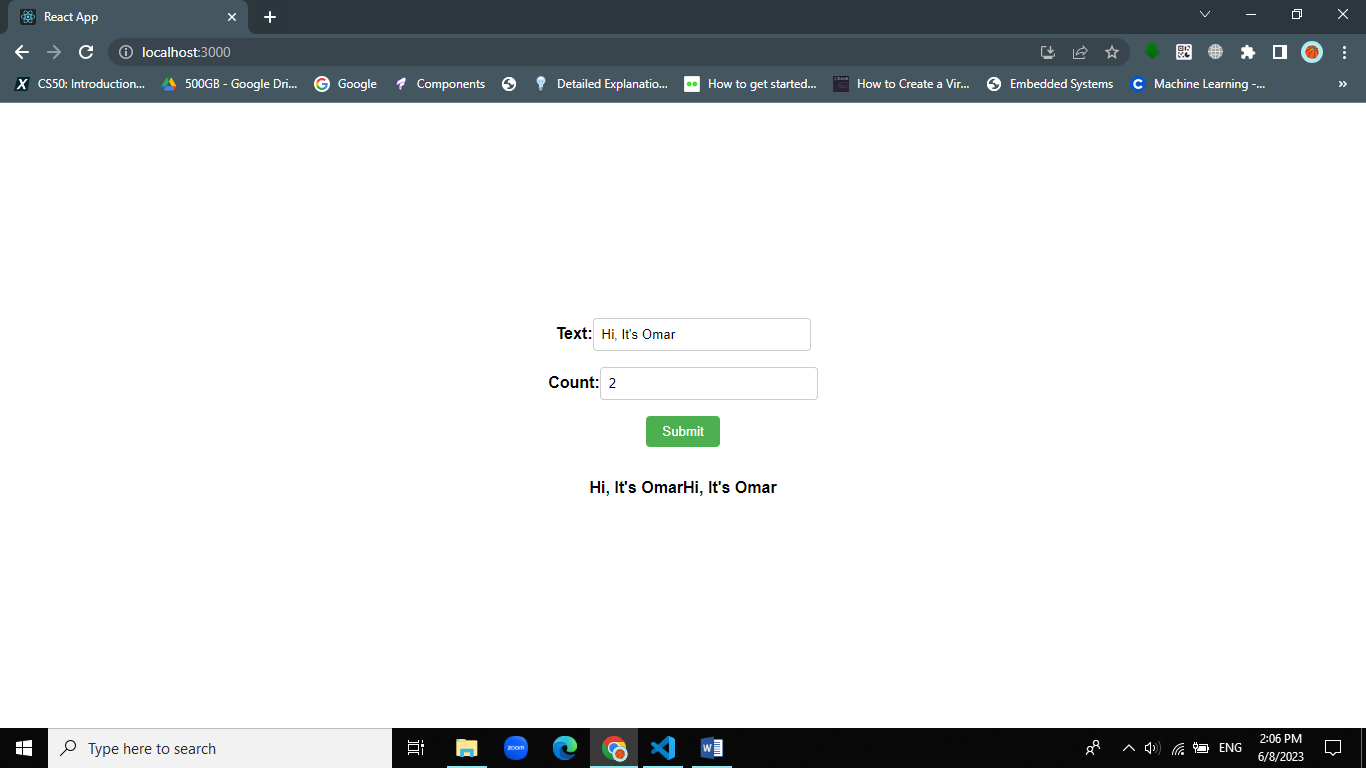 React App
localhost:3000
CS50: Introduction... 500GB - Google Dri... Google Components Detailed Explanatio... How to get started... How to Create a Vir... Embedded Systems Machine Learning -... »
Text: Hi, It's Omar
Count: 2
Submit
Hi, It's OmarHi, It's Omar
Type here to search zoom ENG 2:06 PM
6/8/2023